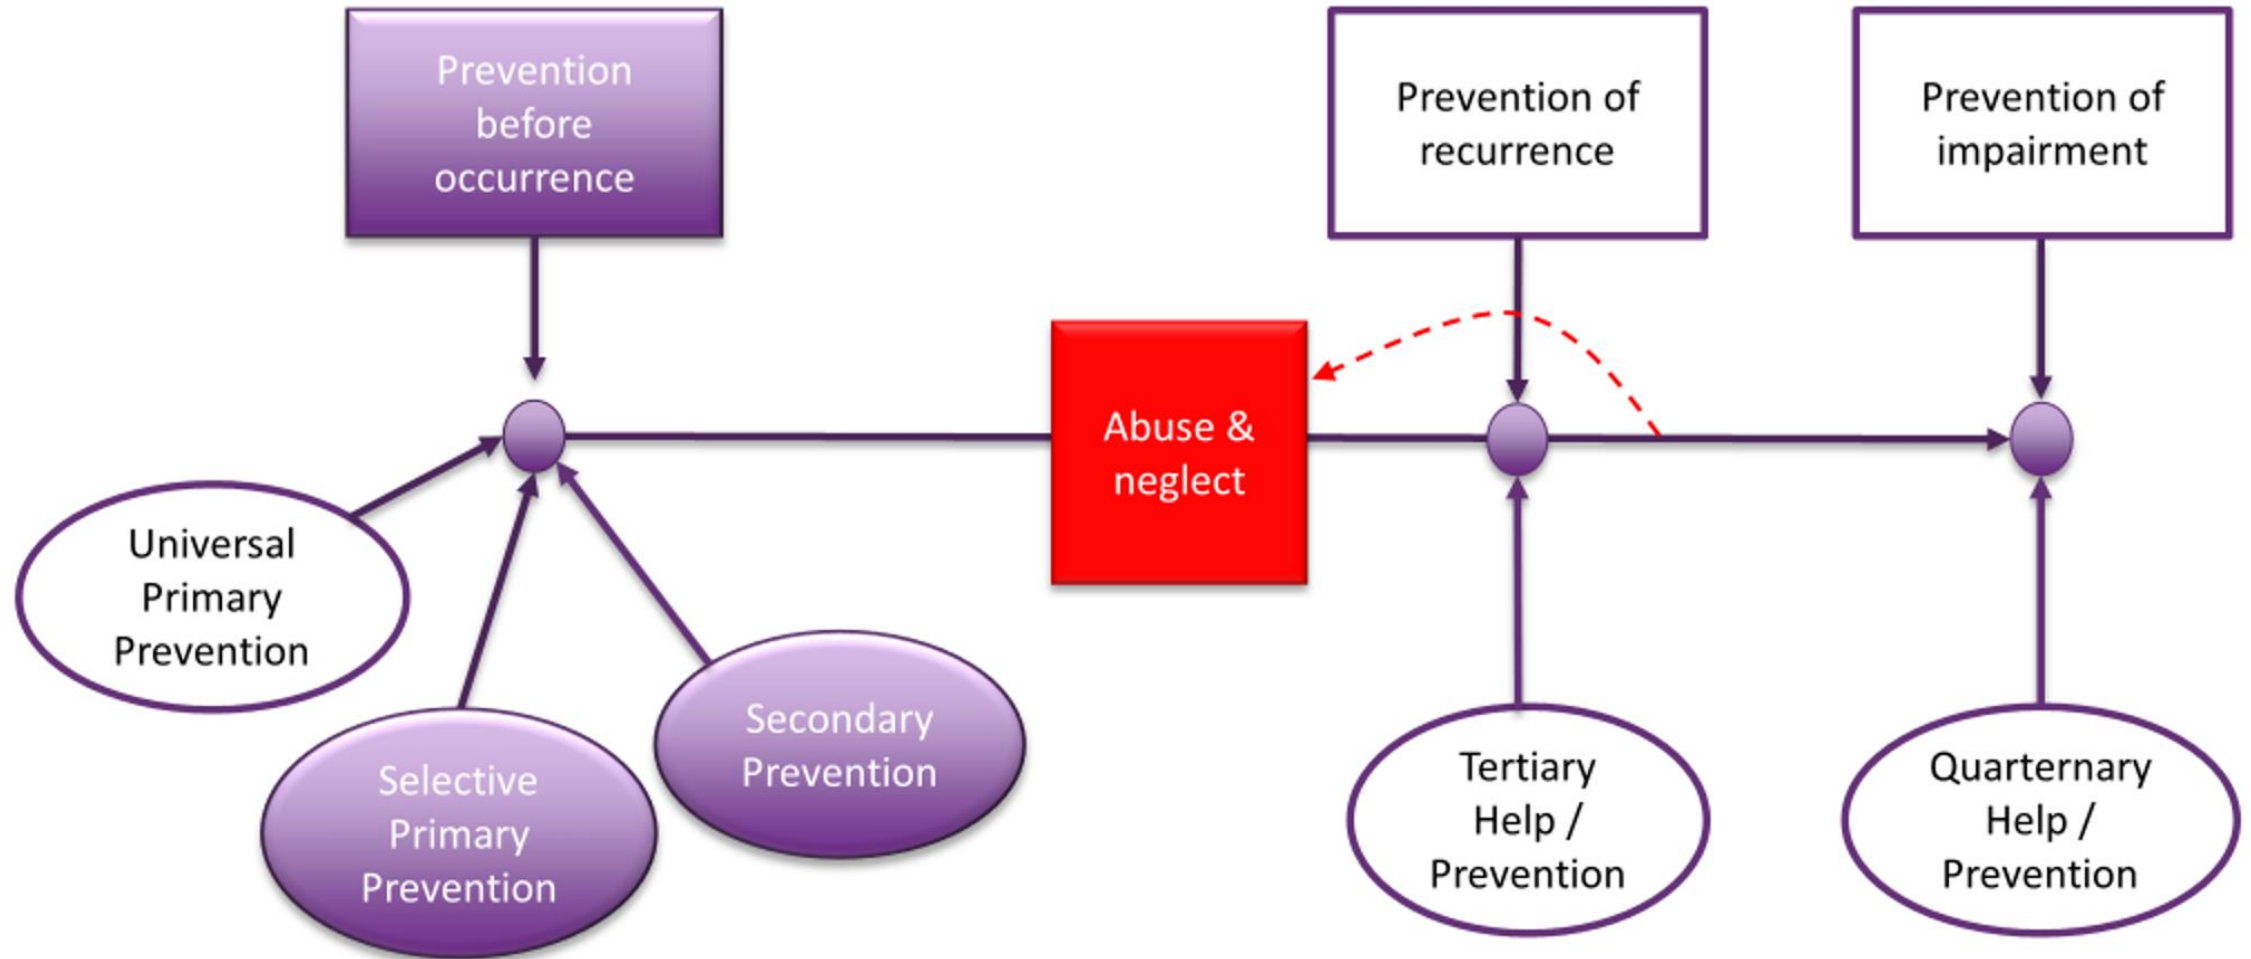 Prevention
before
occurrence
Prevention of
recurrence
Prevention of
impairment
Abuse &
neglect
Universal
Primary
Prevention
Selective
Primary
Prevention
Secondary
Prevention
Tertiary
Help /
Prevention
Quarternary
Help /
Prevention